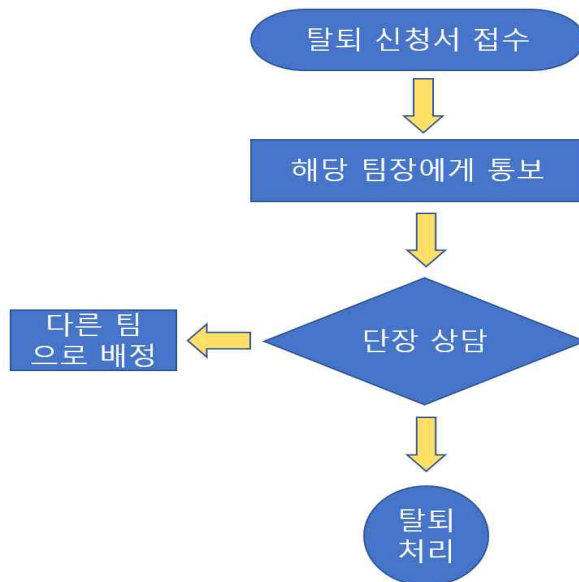 탈퇴 신청서 접수
해당 팀장에게 통보
단장 상담
다른 팀
으로 배정
탈퇴
처리